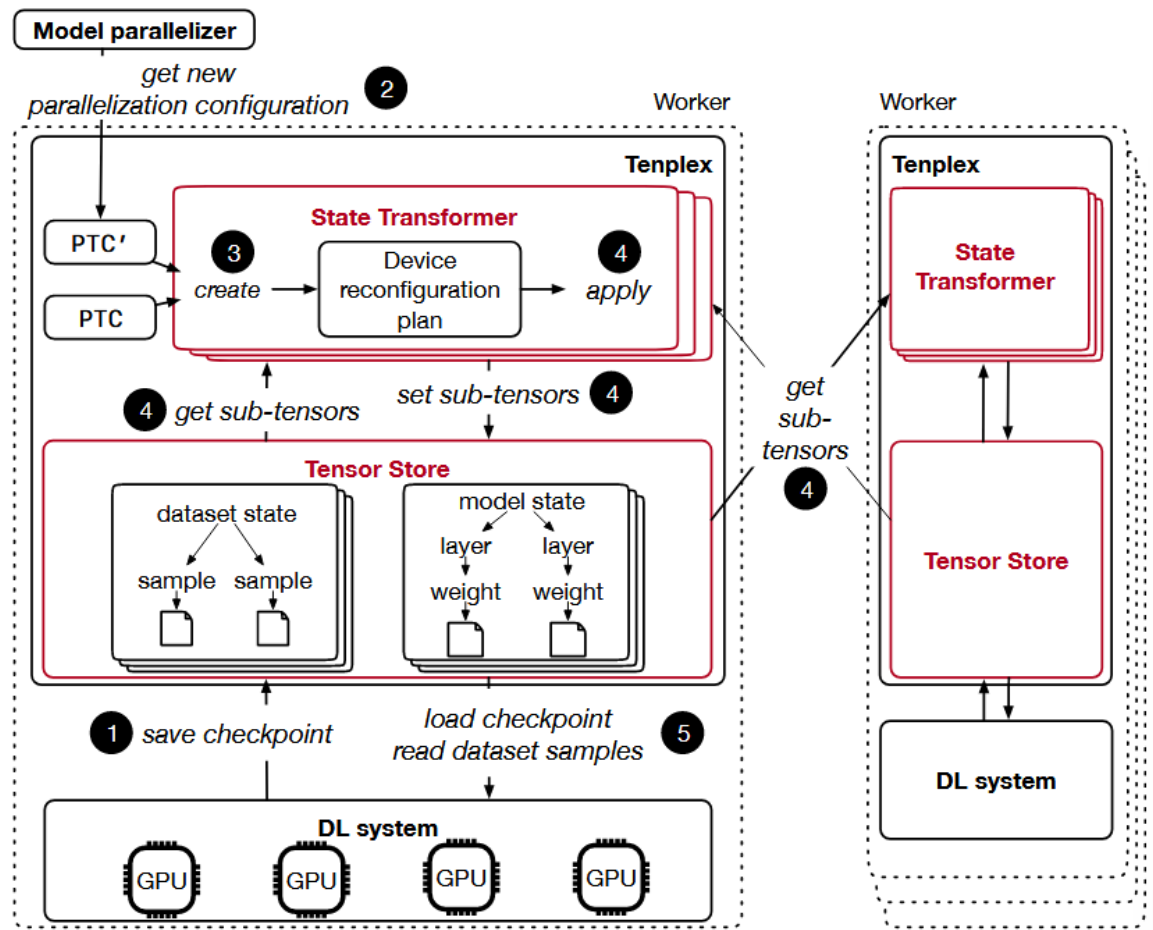 Model parallelizer
get new
parallelization configuration
2
Worker
Tenplex
State Transformer
PTC′
PTC
3
create
Device
reconfiguration
plan
4
apply
4
get sub-tensors
set sub-tensors
4
Tensor Store
dataset state
sample
sample
model state
layer
layer
weight
weight
1
save checkpoint
load checkpoint
read dataset samples
5
DL system
GPU
GPU
GPU
GPU
get
sub-
tensors
4
Worker
Tenplex
State
Transformer
Tensor Store
DL system